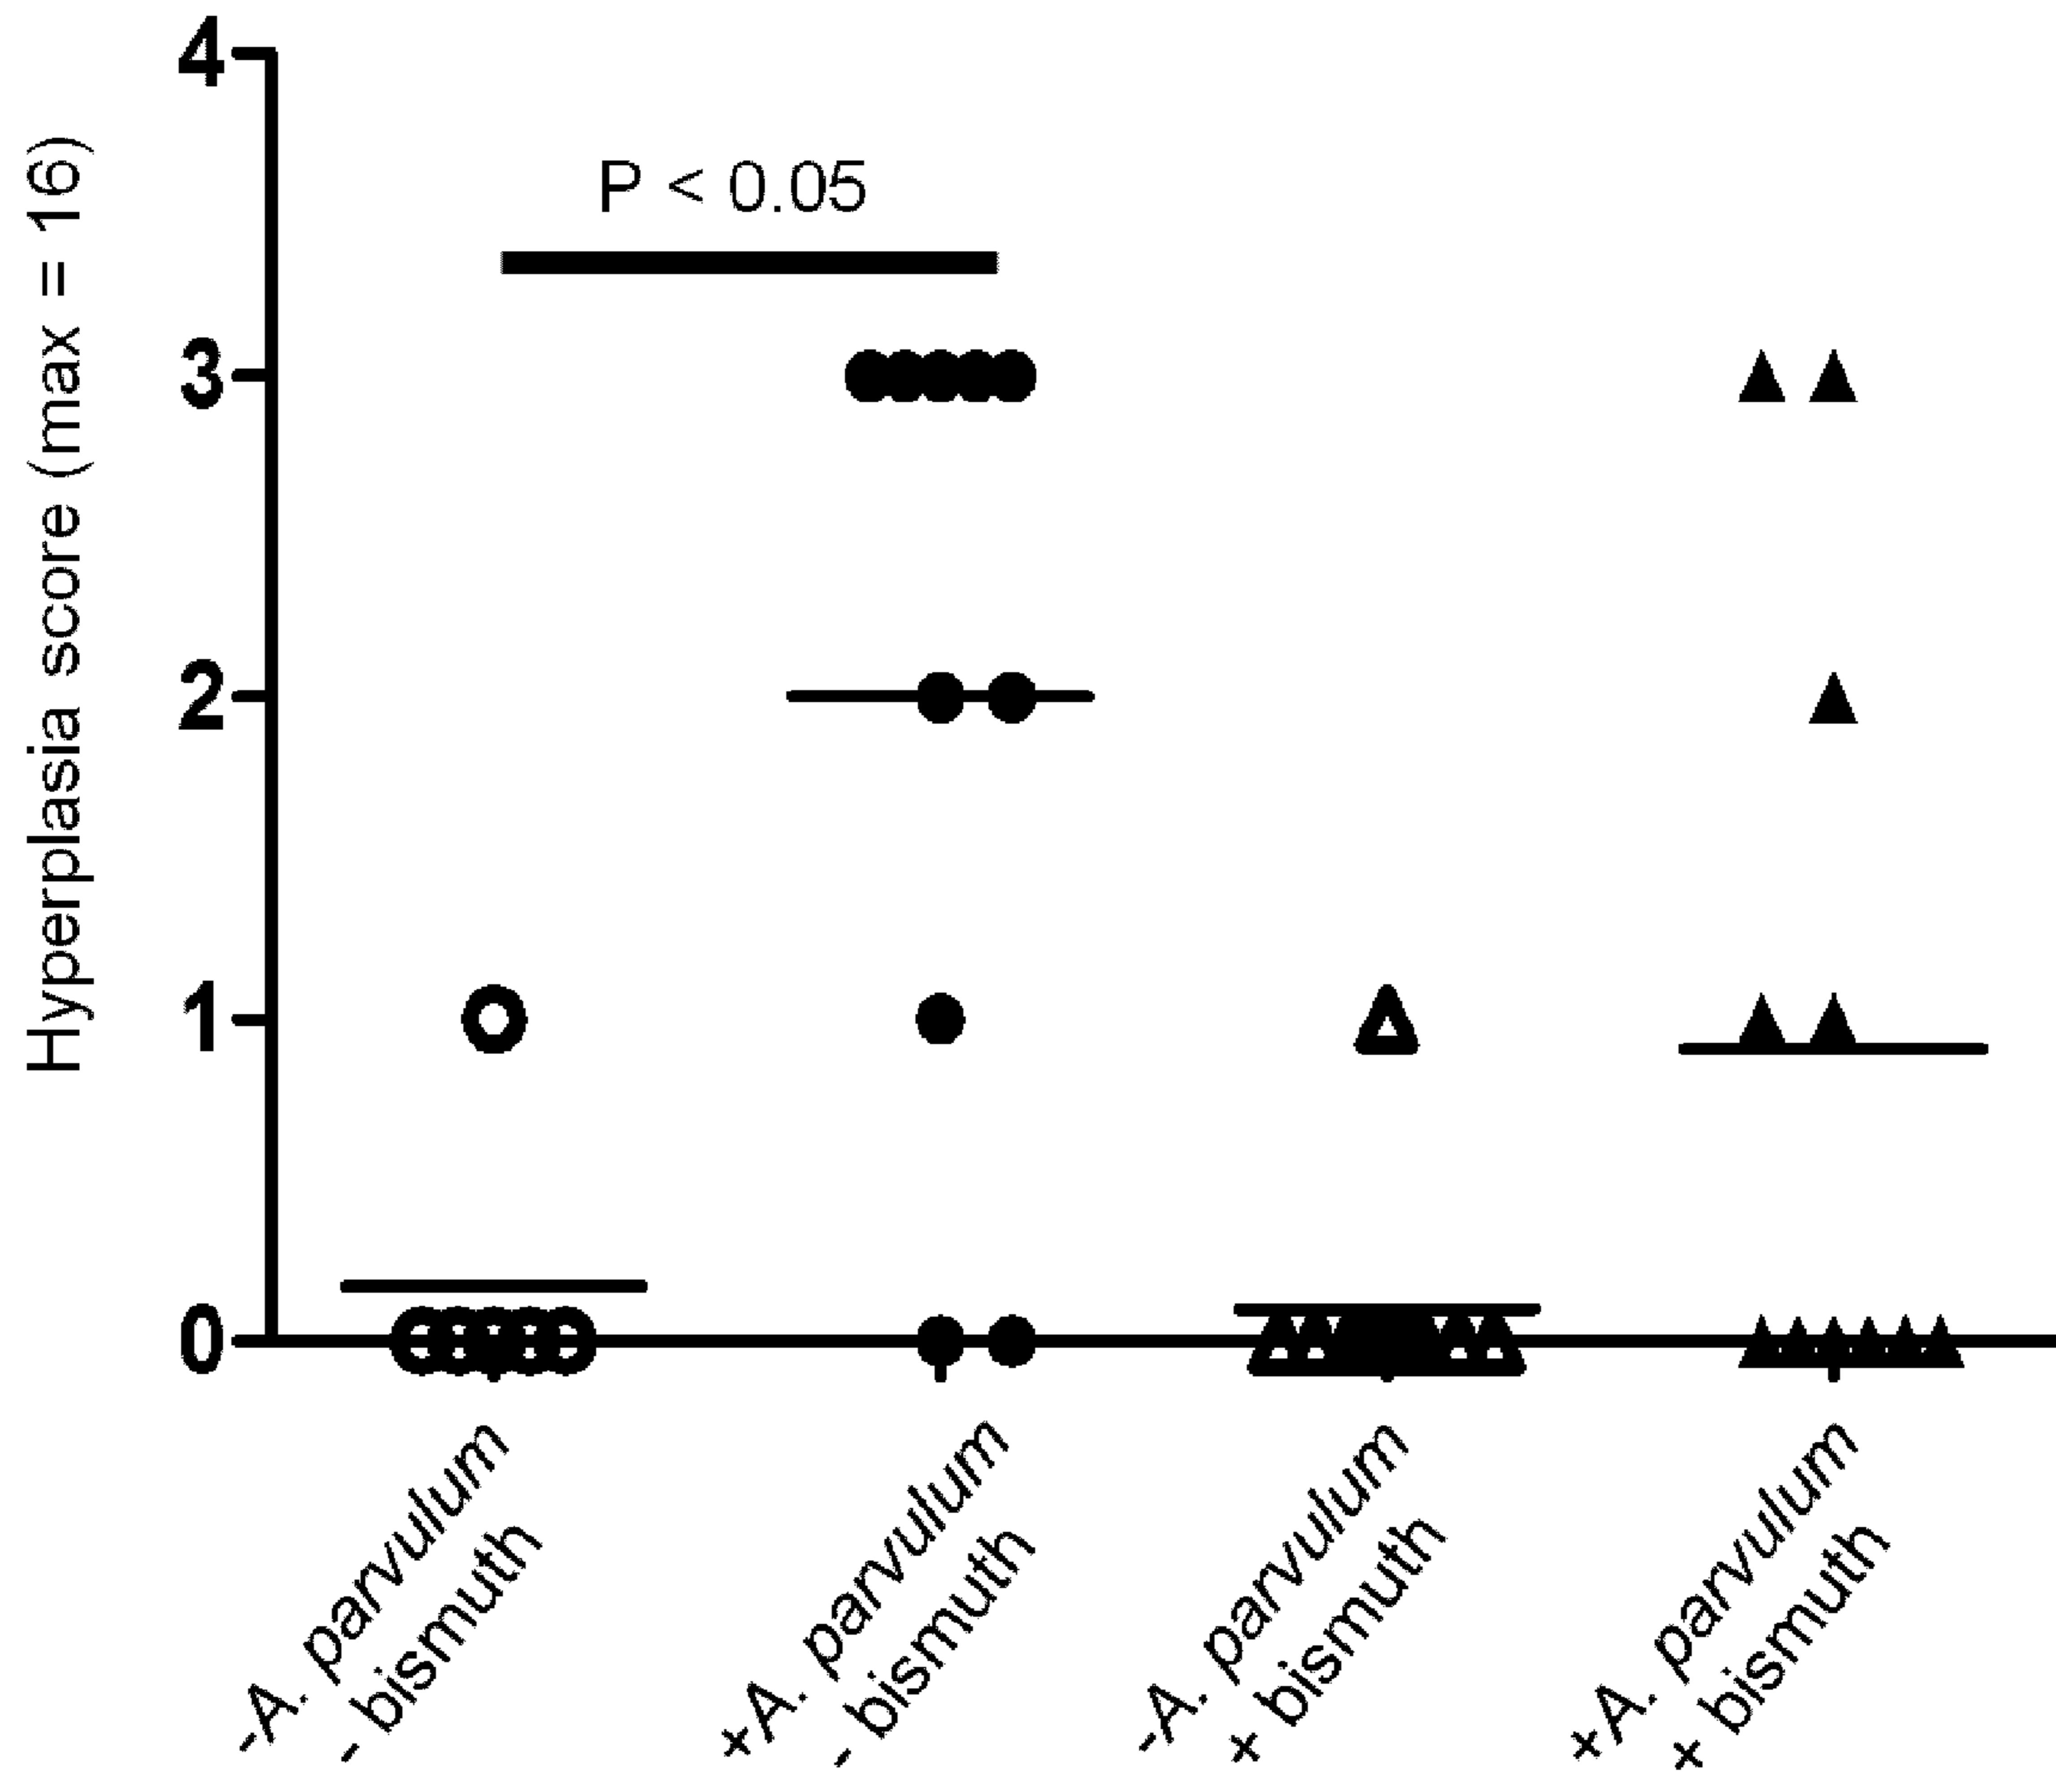 Hyperplasia score (max = 16)
4
3
2
1
0
P < 0.05
-A. parvulum
- bismuth
+A. parvulum
- bismuth
-A. parvulum
+ bismuth
+A. parvulum
+ bismuth